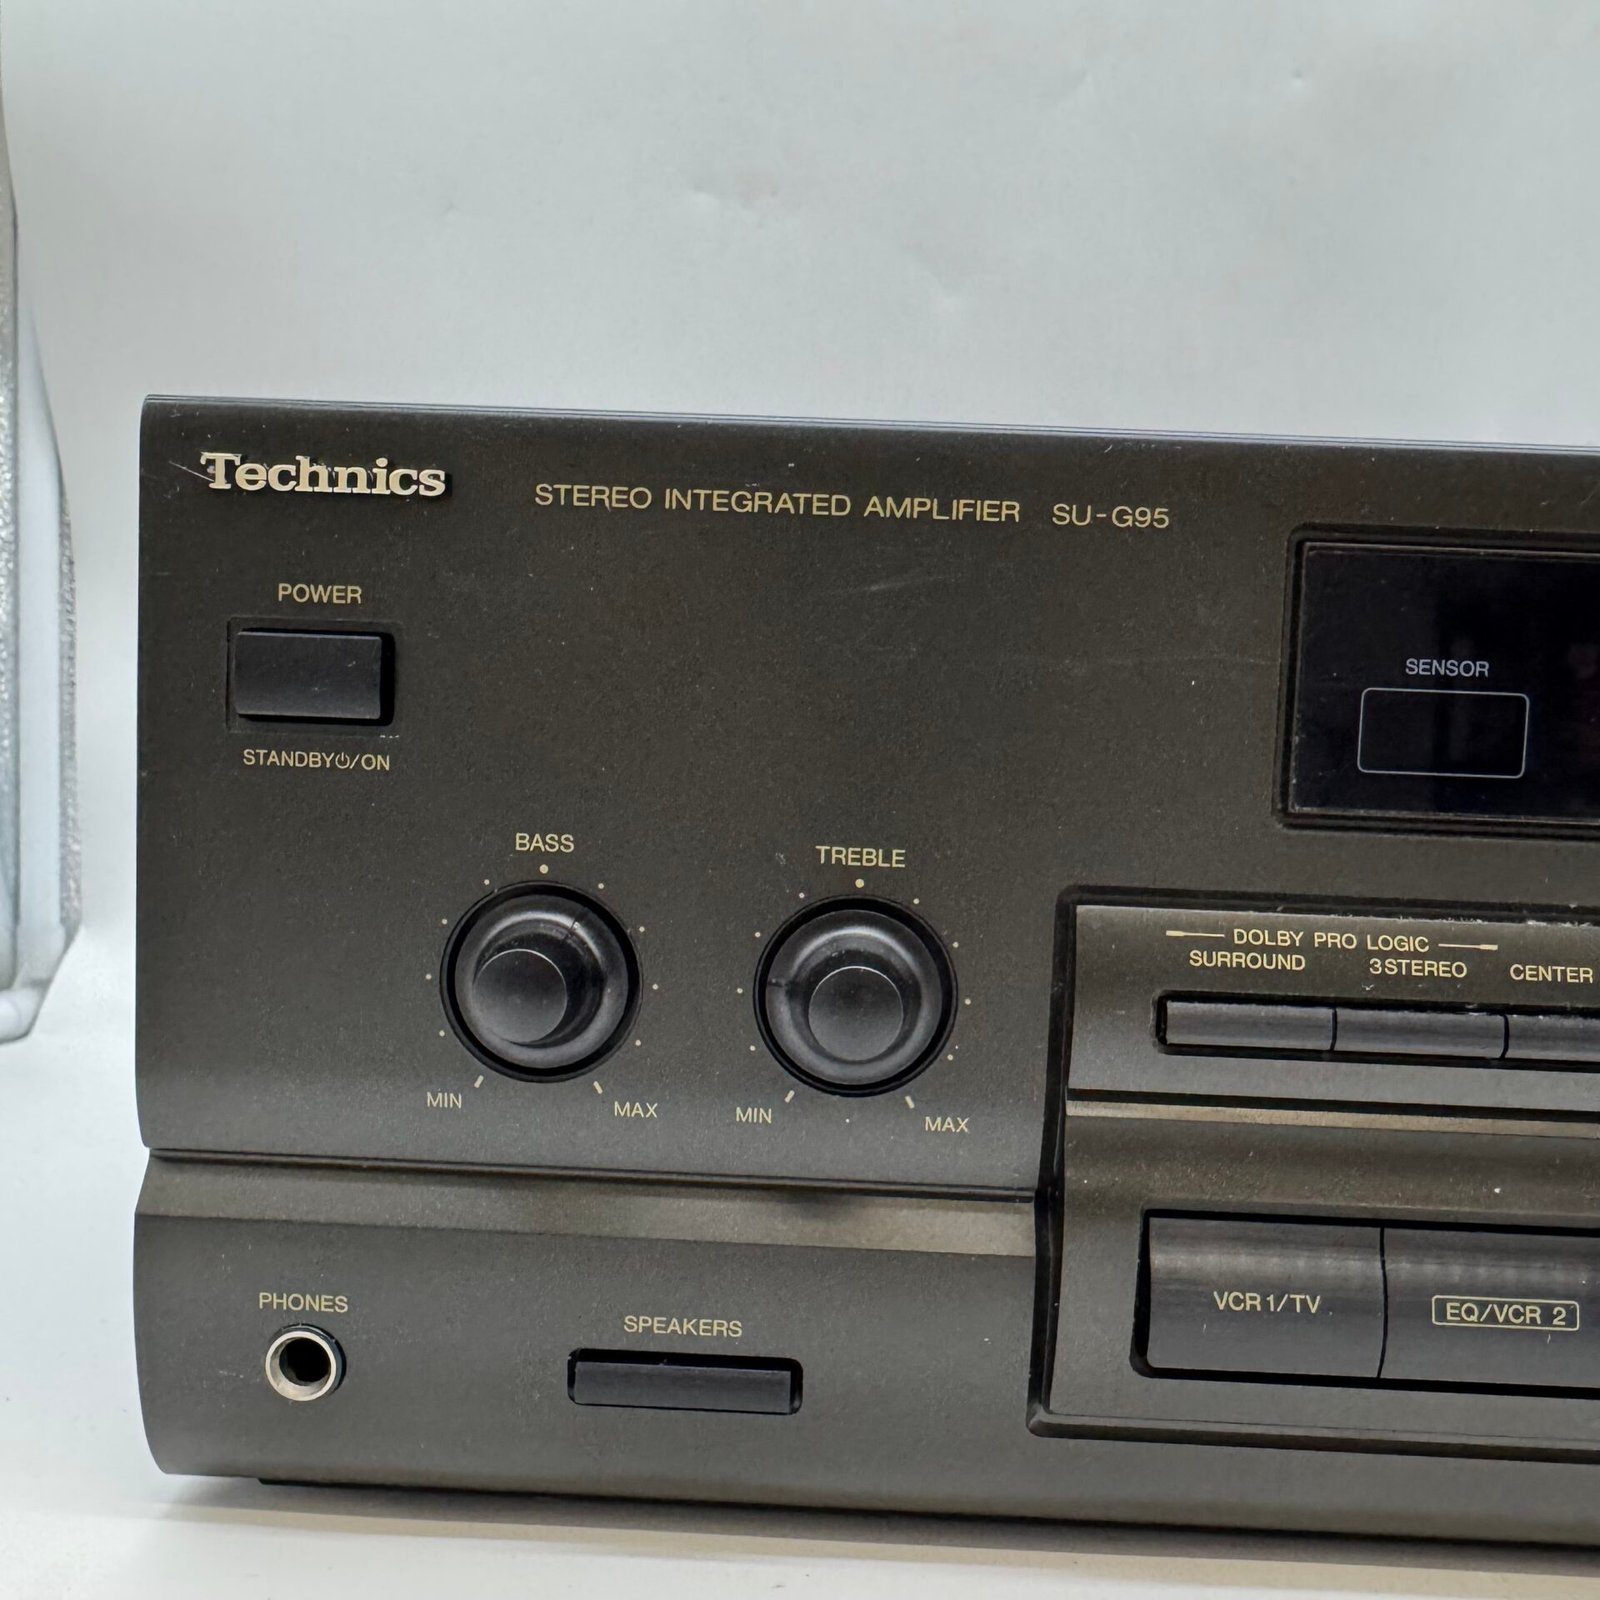 Technics
STEREO INTEGRATED AMPLIFIER SU-G95
POWER
STANDBY⏻/ON
SENSOR
BASS
MIN MAX
TREBLE
MIN MAX
DOLBY PRO LOGIC
SURROUND 3STEREO CENTER
VCR1/TV
EQ/VCR 2
PHONES
SPEAKERS